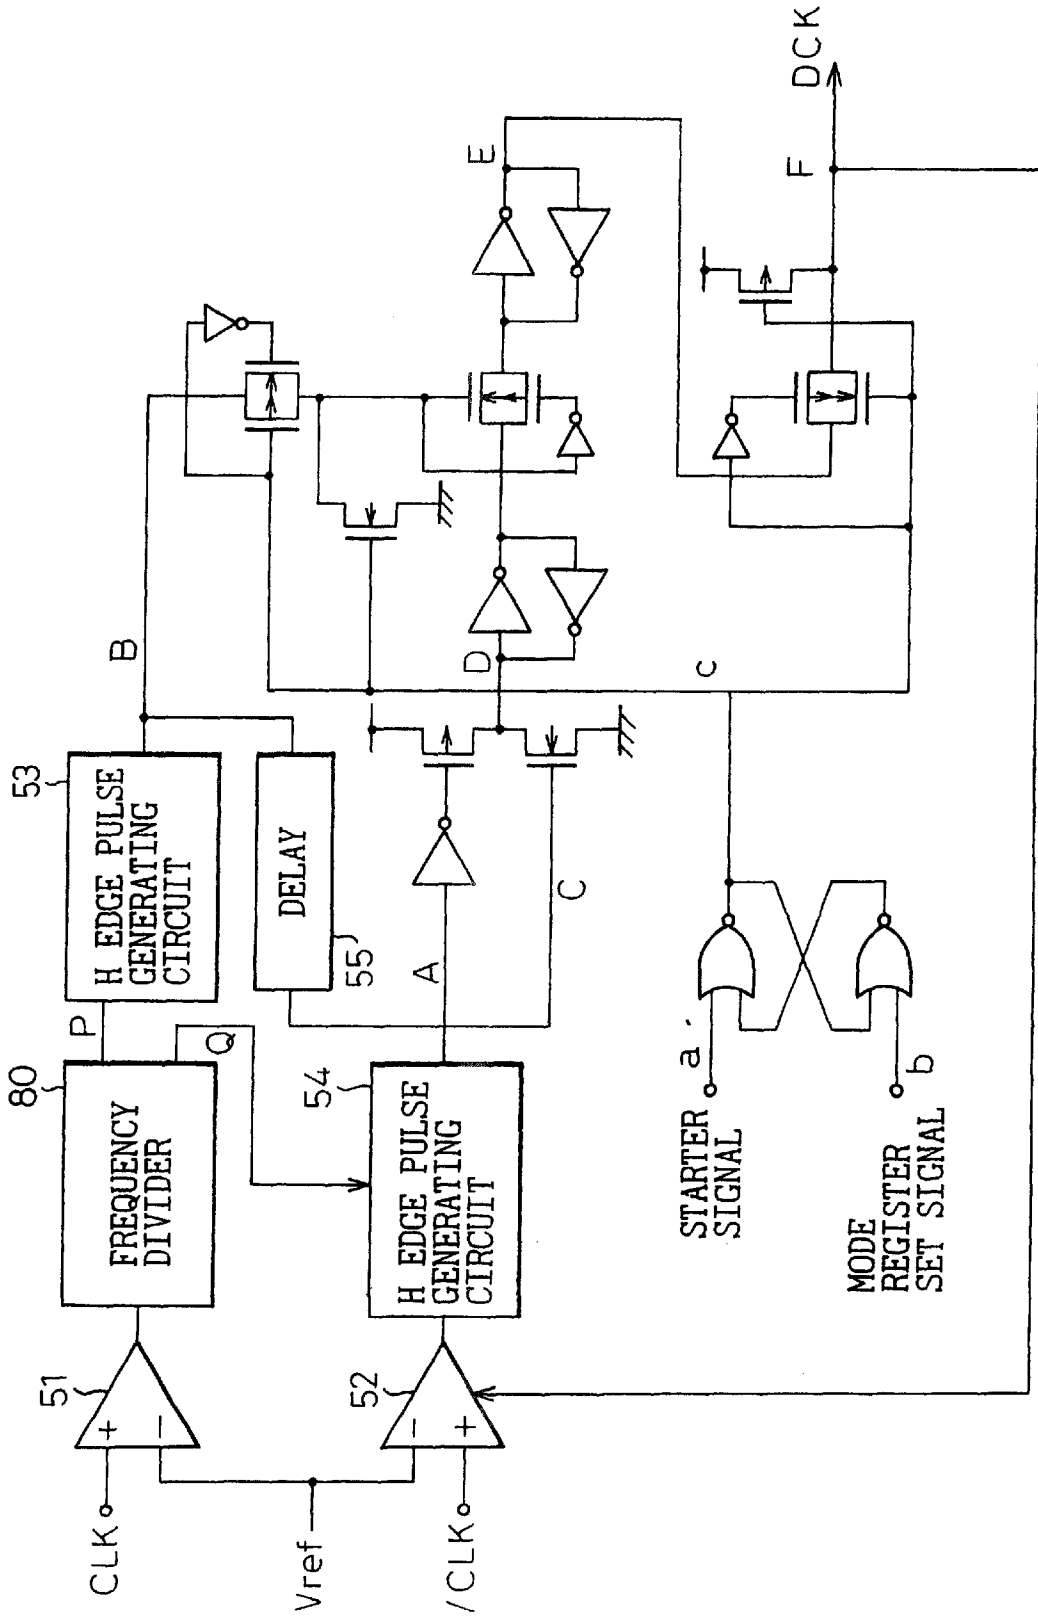 CLK
Vref
/CLK
51
+
−
52
−
+
80
FREQUENCY
DIVIDER
P
Q
54
H EDGE PULSE
GENERATING
CIRCUIT
53
H EDGE PULSE
GENERATING
CIRCUIT
DELAY
55
A
B
C
D
E
F
c
DCK
STARTER
SIGNAL
a
MODE
REGISTER
SET SIGNAL
b